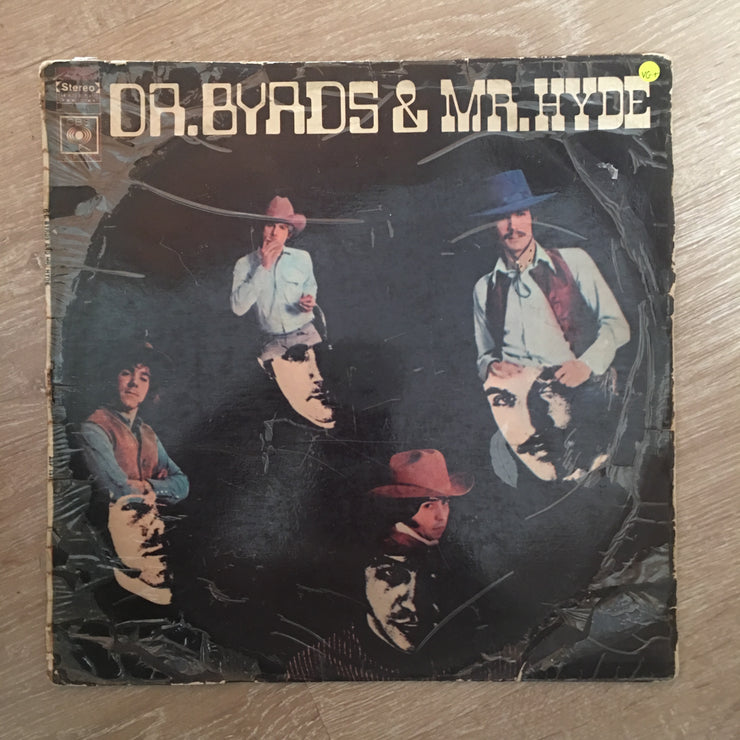 Stereo
DR. BYRDS & MR. HYDE
VG+